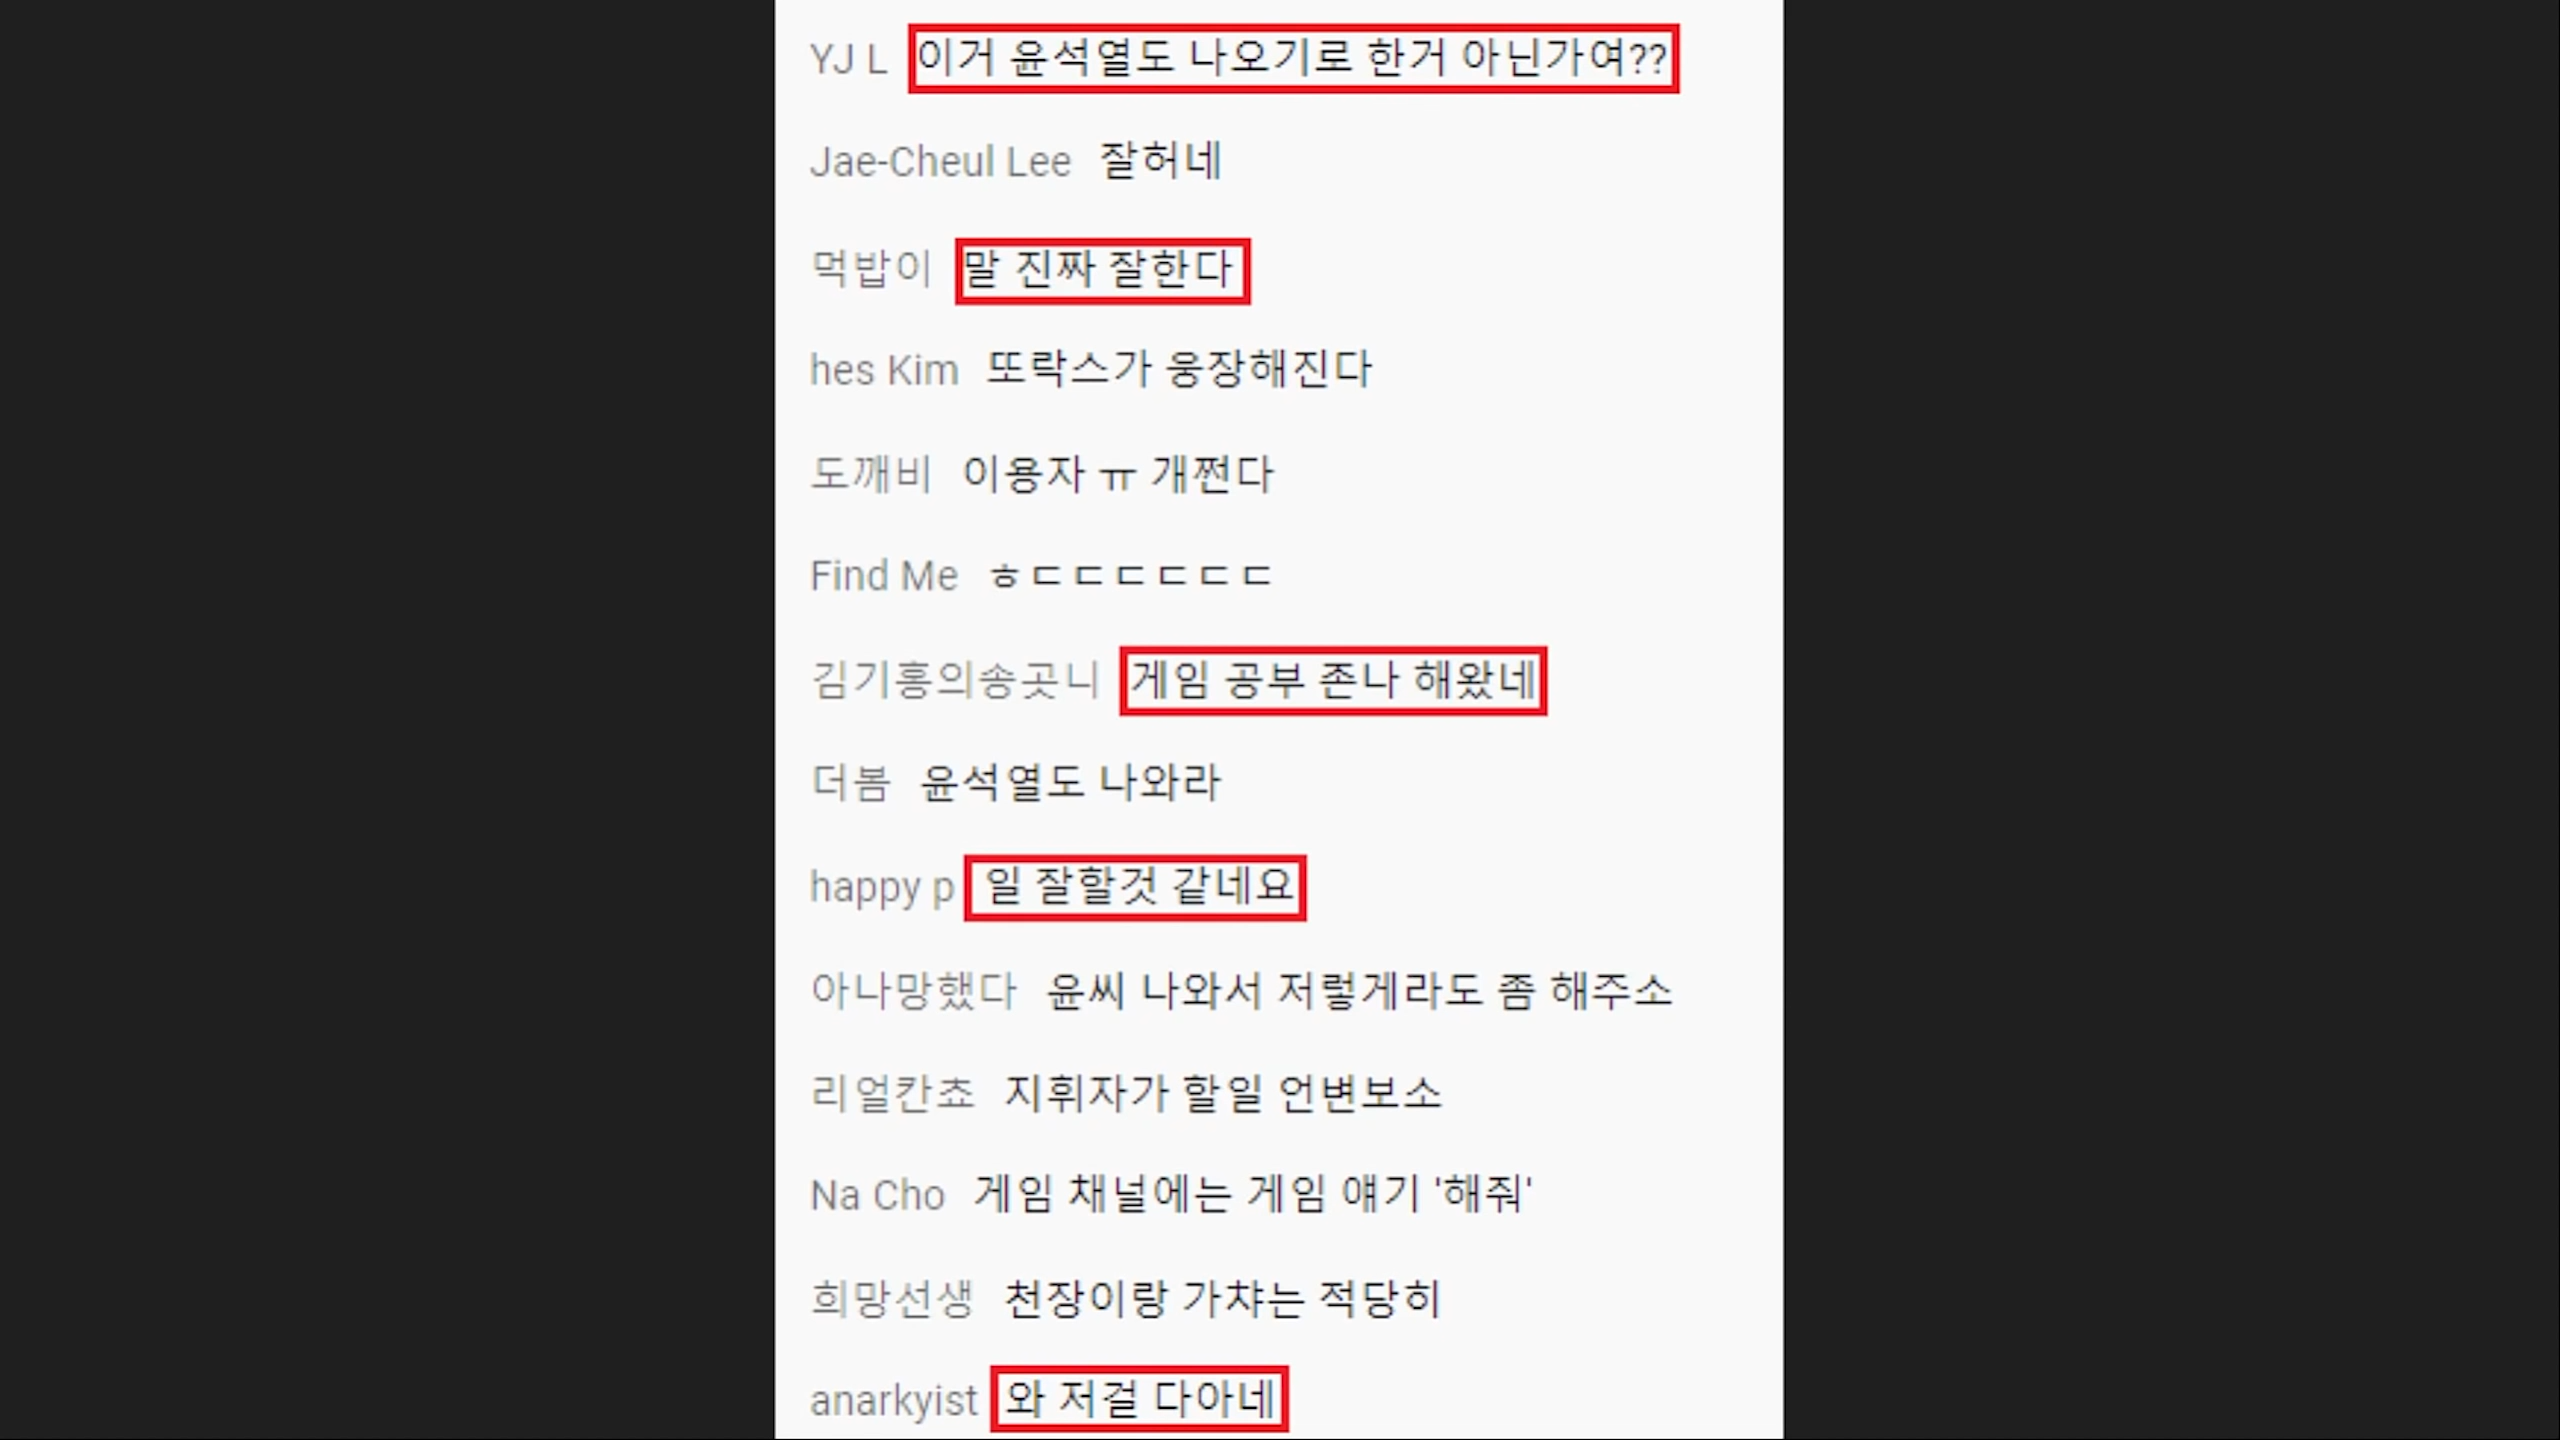 YJ L 이거 윤석열도 나오기로 한거 아닌가여??
Jae-Cheul Lee 잘허네
먹밥이 말 진짜 잘한다
hes Kim 또락스가 웅장해진다
도깨비 이용자 ㅠ 개쩐다
Find Me ㅎㄷㄷㄷㄷㄷㄷ
김기홍의송곳니 게임 공부 존나 해왔네
더봄 윤석열도 나와라
happy p 일 잘할것 같네요
아나망했다 윤씨 나와서 저렇게라도 좀 해주소
리얼칸쵸 지휘자가 할일 언변보소
Na Cho 게임 채널에는 게임 얘기 '해줘'
희망선생 천장이랑 가챠는 적당히
anarkyist 와 저걸 다아네